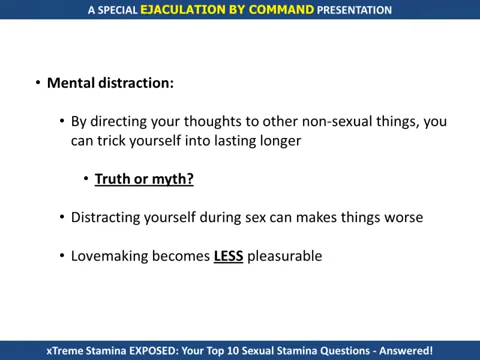 A SPECIAL EJACULATION BY COMMAND PRESENTATION
• Mental distraction:
• By directing your thoughts to other non-sexual things, you
can trick yourself into lasting longer
• Truth or myth?
• Distracting yourself during sex can makes things worse
• Lovemaking becomes LESS pleasurable
xTreme Stamina EXPOSED: Your Top 10 Sexual Stamina Questions - Answered!